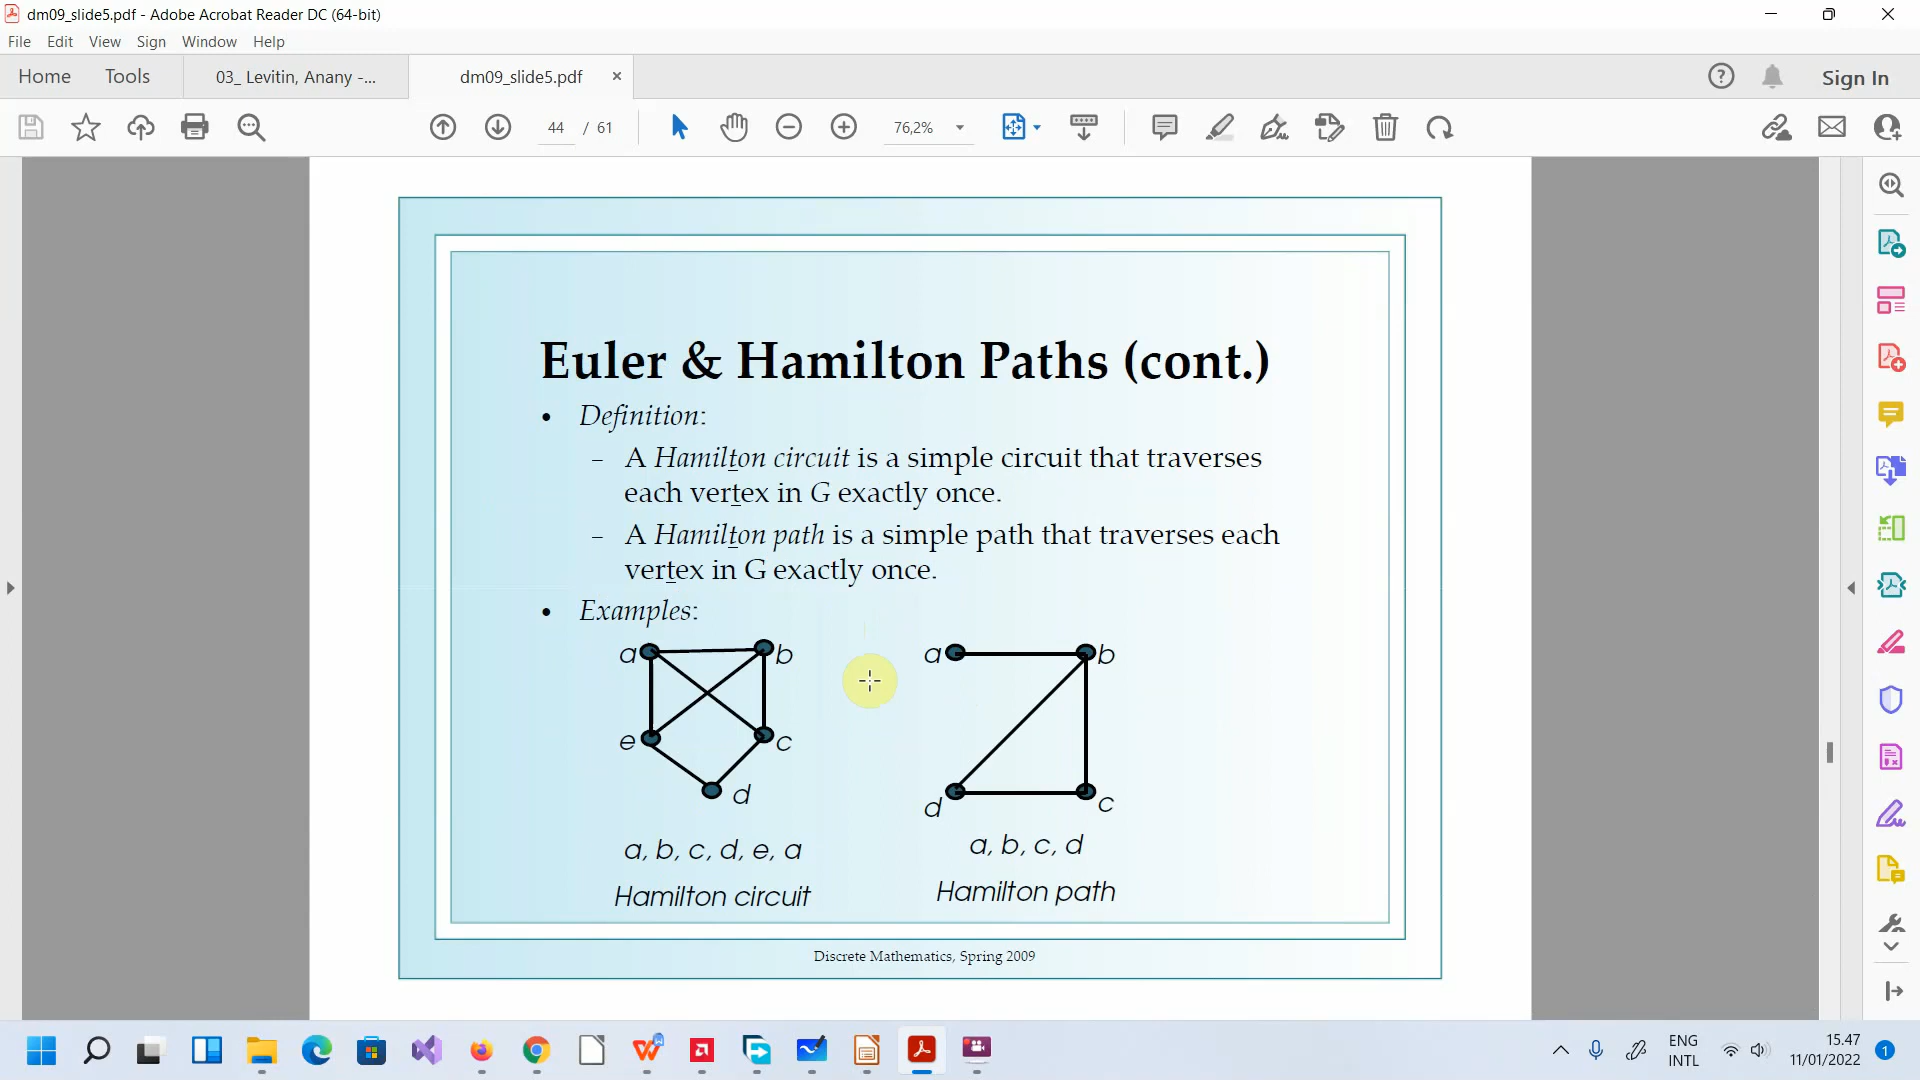 dm09_slide5.pdf - Adobe Acrobat Reader DC (64-bit)
File Edit View Sign Window Help
Home Tools 03_ Levitin, Anany -... dm09_slide5.pdf × Sign In
44 / 61 76,2%
Euler & Hamilton Paths (cont.)
• Definition:
– A Hamilton circuit is a simple circuit that traverses
each vertex in G exactly once.
– A Hamilton path is a simple path that traverses each
vertex in G exactly once.
• Examples:
a b
e c
d
a, b, c, d, e, a
Hamilton circuit
a b
d c
a, b, c, d
Hamilton path
Discrete Mathematics, Spring 2009
ENG
INTL
15.47
11/01/2022
1